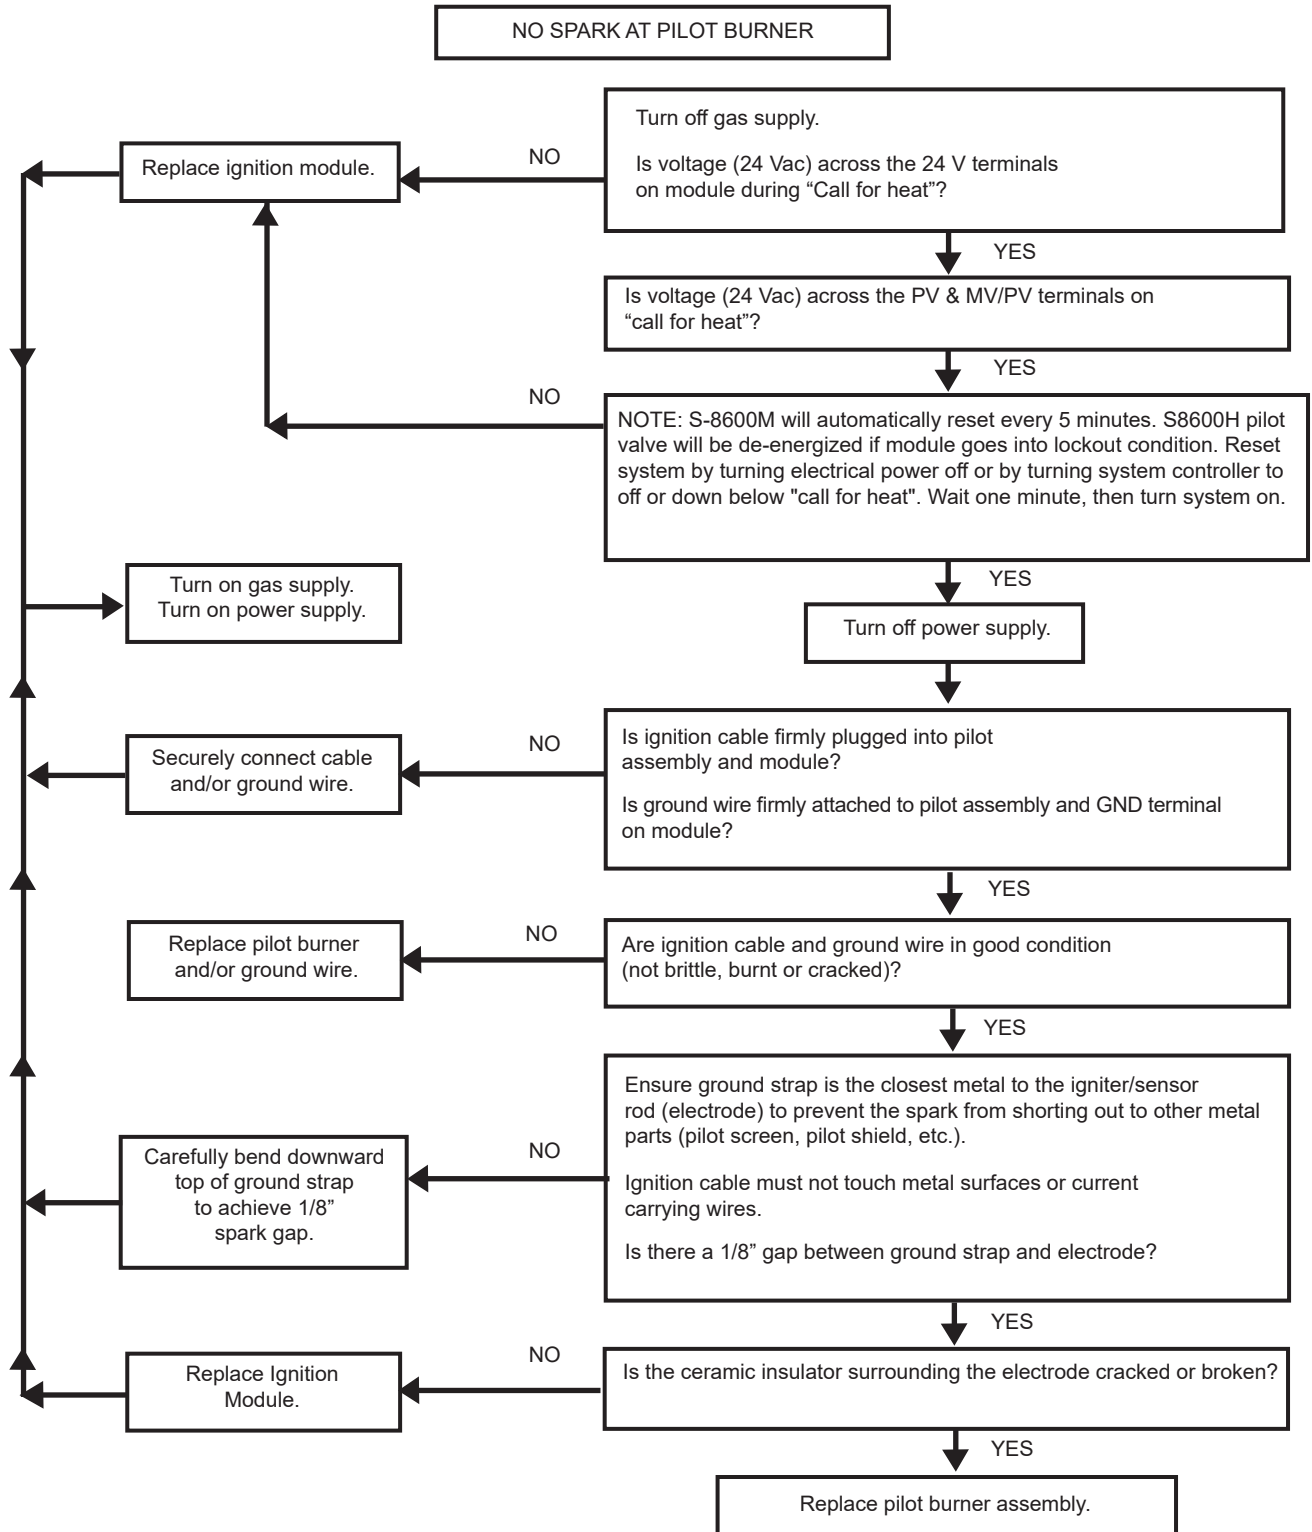 NO SPARK AT PILOT BURNER
Turn off gas supply.
Is voltage (24 Vac) across the 24 V terminals
on module during “Call for heat”?
NO
Replace ignition module.
YES
Is voltage (24 Vac) across the PV & MV/PV terminals on
“call for heat”?
YES
NO
NOTE: S-8600M will automatically reset every 5 minutes. S8600H pilot
valve will be de-energized if module goes into lockout condition. Reset
system by turning electrical power off or by turning system controller to
off or down below "call for heat". Wait one minute, then turn system on.
YES
Turn on gas supply.
Turn on power supply.
Turn off power supply.
Is ignition cable firmly plugged into pilot
assembly and module?
Is ground wire firmly attached to pilot assembly and GND terminal
on module?
NO
Securely connect cable
and/or ground wire.
YES
Are ignition cable and ground wire in good condition
(not brittle, burnt or cracked)?
NO
Replace pilot burner
and/or ground wire.
YES
Ensure ground strap is the closest metal to the igniter/sensor
rod (electrode) to prevent the spark from shorting out to other metal
parts (pilot screen, pilot shield, etc.).
Ignition cable must not touch metal surfaces or current
carrying wires.
Is there a 1/8” gap between ground strap and electrode?
NO
Carefully bend downward
top of ground strap
to achieve 1/8”
spark gap.
YES
Is the ceramic insulator surrounding the electrode cracked or broken?
NO
Replace Ignition
Module.
YES
Replace pilot burner assembly.